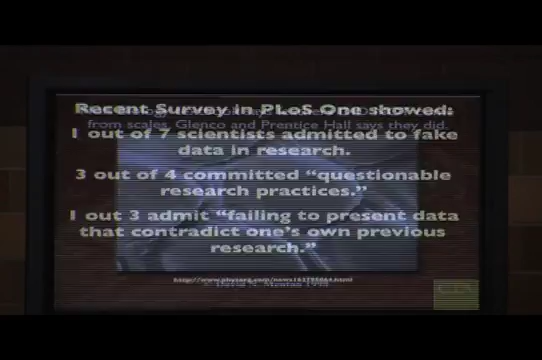 Recent Survey in PLoS One showed:
from scales, Glenco and Prentice Hall says they did.
1 out of 7 scientists admitted to fake
data in research.
3 out of 4 committed “questionable
research practices.”
1 out 3 admit “failing to present data
that contradict one's own previous
research.”